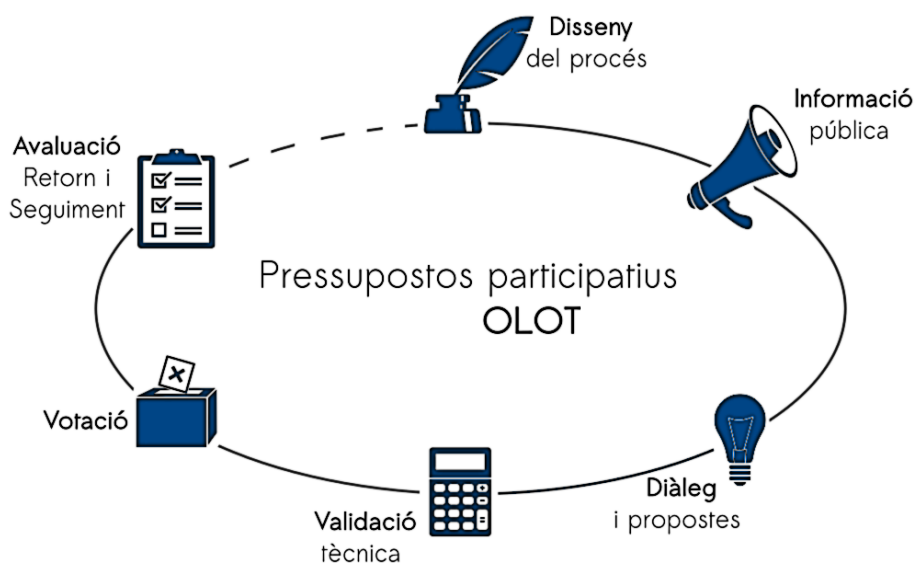 Disseny
del procés
Informació
pública
Avaluació
Retorn i
Seguiment
Pressupostos participatius
OLOT
Votació
Diàleg
i propostes
Validació
tècnica